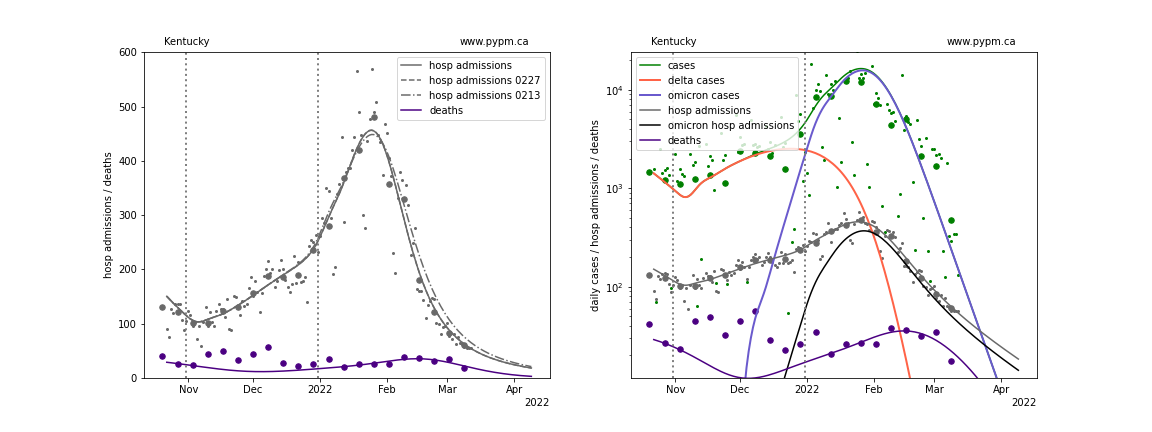 Kentucky
www.pypm.ca
hosp admissions / deaths
600
500
400
300
200
100
0
hosp admissions
hosp admissions 0227
hosp admissions 0213
deaths
Nov
Dec
2022
Feb
Mar
Apr
2022
Kentucky
www.pypm.ca
daily cases / hosp admissions / deaths
10⁴
10³
10²
cases
delta cases
omicron cases
hosp admissions
omicron hosp admissions
deaths
Nov
Dec
2022
Feb
Mar
Apr
2022